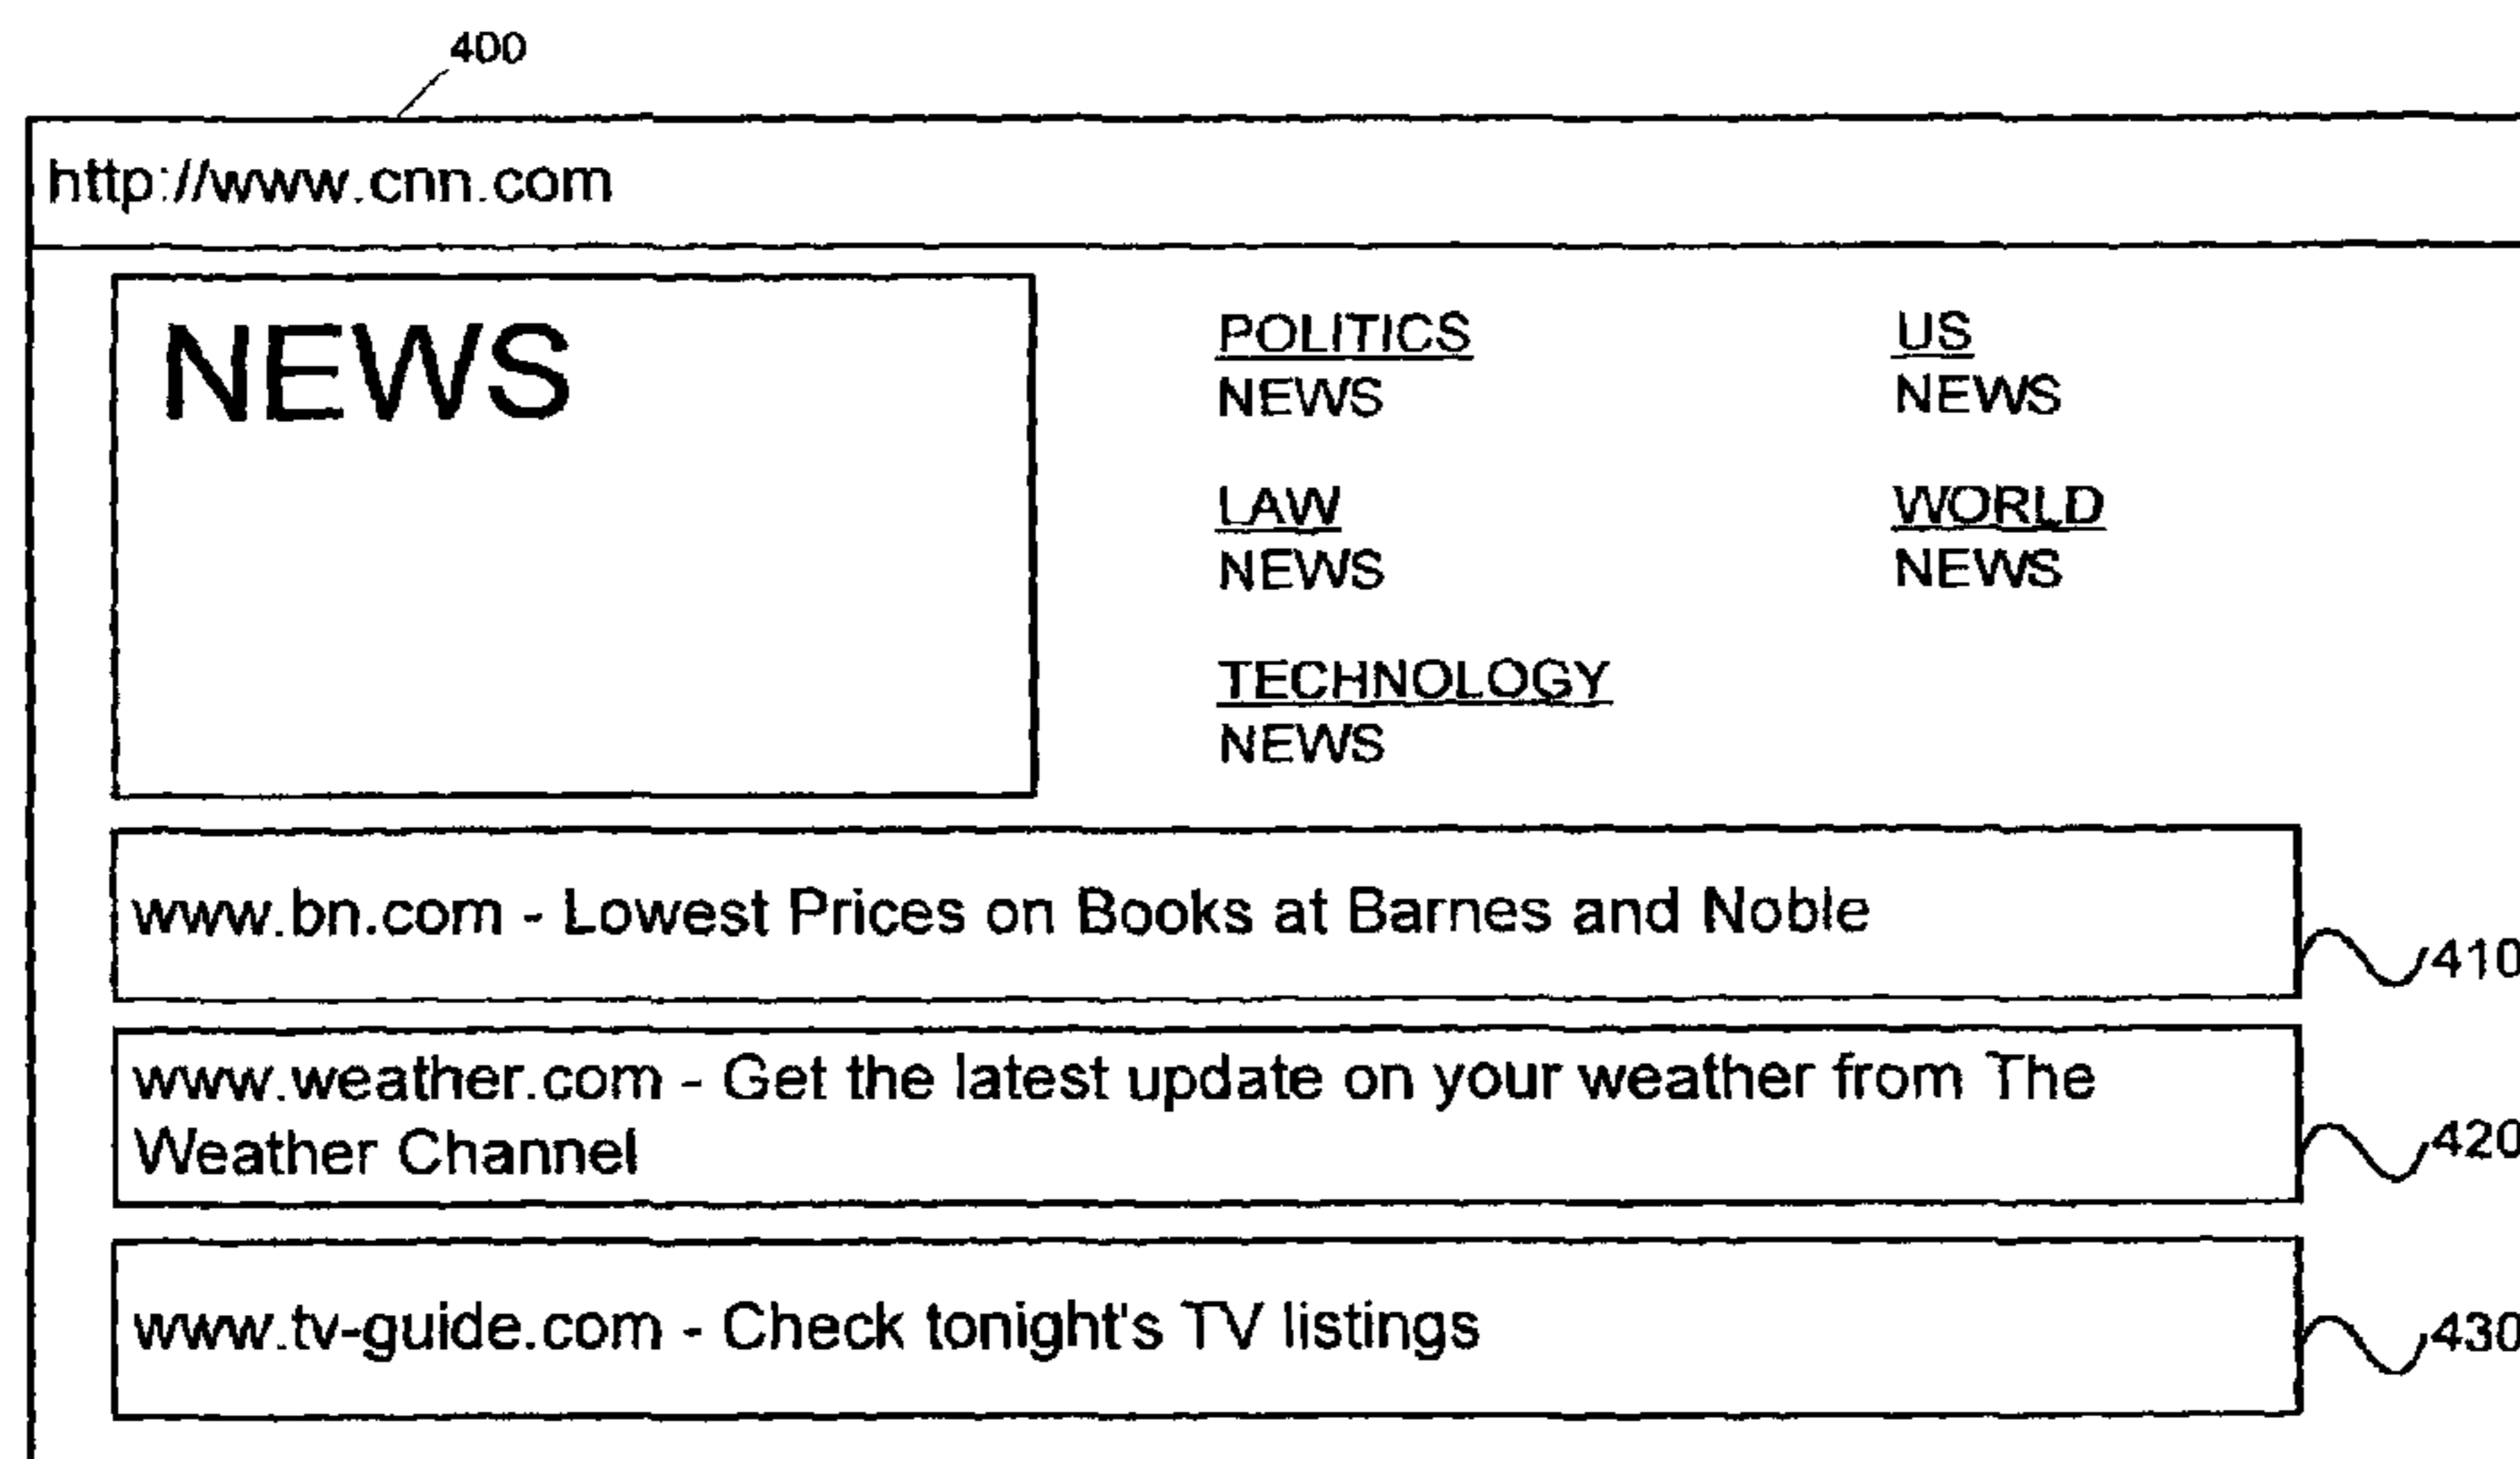 400
http://www.cnn.com
NEWS
POLITICS
NEWS
US
NEWS
LAW
NEWS
WORLD
NEWS
TECHNOLOGY
NEWS
www.bn.com - Lowest Prices on Books at Barnes and Noble
410
www.weather.com - Get the latest update on your weather from The
Weather Channel
420
www.tv-guide.com - Check tonight's TV listings
430